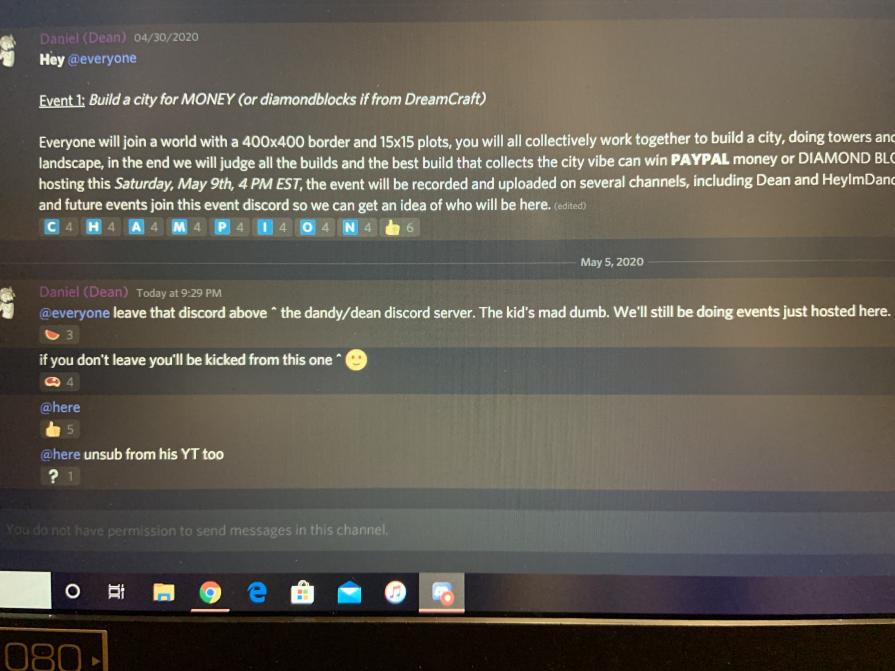 Daniel (Dean) 04/30/2020
Hey @everyone
Event 1: Build a city for MONEY (or diamondblocks if from DreamCraft)
Everyone will join a world with a 400x400 border and 15x15 plots, you will all collectively work together to build a city, doing towers and
landscape, in the end we will judge all the builds and the best build that collects the city vibe can win PAYPAL money or DIAMOND BLO
hosting this Saturday, May 9th, 4 PM EST, the event will be recorded and uploaded on several channels, including Dean and HeyImDand
and future events join this event discord so we can get an idea of who will be here. (edited)
C 4 H 4 A 4 M 4 P 4 I 4 O 4 N 4 👍 6
May 5, 2020
Daniel (Dean) Today at 9:29 PM
@everyone leave that discord above ^ the dandy/dean discord server. The kid's mad dumb. We'll still be doing events just hosted here.
3
if you don't leave you'll be kicked from this one ^ 🙂
4
@here
👍 5
@here unsub from his YT too
? 1
You do not have permission to send messages in this channel.
080